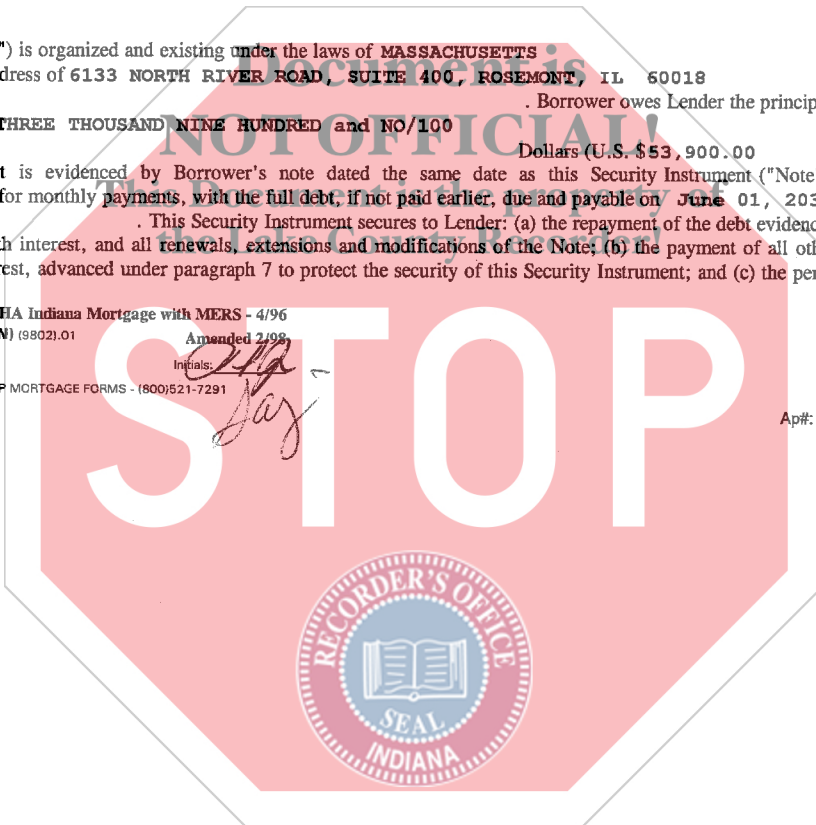 ") is organized and existing under the laws of MASSACHUSETTS
dress of 6133 NORTH RIVER ROAD, SUITE 400, ROSEMONT, IL 60018
. Borrower owes Lender the princip
THREE THOUSAND NINE HUNDRED and NO/100
Dollars (U.S. $53,900.00
t is evidenced by Borrower's note dated the same date as this Security Instrument ("Note
for monthly payments, with the full debt, if not paid earlier, due and payable on June 01, 203
. This Security Instrument secures to Lender: (a) the repayment of the debt evidenc
th interest, and all renewals, extensions and modifications of the Note; (b) the payment of all oth
rest, advanced under paragraph 7 to protect the security of this Security Instrument; and (c) the per
HA Indiana Mortgage with MERS - 4/96
N) (9802).01
Amended 2/98
Initials:
P MORTGAGE FORMS - (800)521-7291
Ap#:
Document is
NOT OFFICIAL!
This Document is the property of
the Lake County Recorder!
STOP
RECORDER'S OFFICE
SEAL
INDIANA